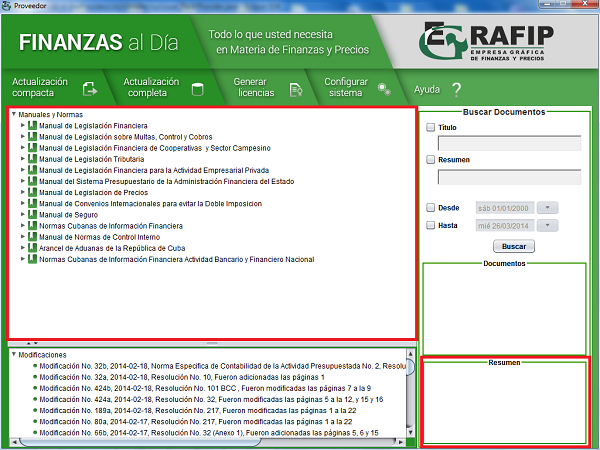 Proveedor
FINANZAS al Día
Todo lo que usted necesita
en Materia de Finanzas y Precios
EGRAFIP
EMPRESA GRÁFICA
DE FINANZAS Y PRECIOS
Actualización compacta
Actualización completa
Generar licencias
Configurar sistema
Ayuda ?
Manuales y Normas
Manual de Legislación Financiera
Manual de Legislación sobre Multas, Control y Cobros
Manual de Legislación Financiera de Cooperativas y Sector Campesino
Manual de Legislación Tributaria
Manual de Legislación Financiera para la Actividad Empresarial Privada
Manual del Sistema Presupuestario de la Administración Financiera del Estado
Manual de Legislacion de Precios
Manual de Convenios Internacionales para evitar la Doble Imposicion
Manual de Seguro
Normas Cubanas de Información Financiera
Manual de Normas de Control Interno
Arancel de Aduanas de la República de Cuba
Normas Cubanas de Información Financiera Actividad Bancario y Financiero Nacional
Buscar Documentos
Título
Resumen
Desde sáb 01/01/2000
Hasta mié 26/03/2014
Buscar
Documentos
Resumen
Modificaciones
Modificación No. 32b, 2014-02-18, Norma Específica de Contabilidad de la Actividad Presupuestada No. 2, Resolu
Modificación No. 32a, 2014-02-18, Resolución No. 10, Fueron adicionadas las páginas 1
Modificación No. 424b, 2014-02-18, Resolución No. 101 BCC , Fueron modificadas las páginas 7 a la 9
Modificación No. 424a, 2014-02-18, Resolución No. 32, Fueron modificadas las páginas 5 a la 12, y 15 y 16
Modificación No. 189a, 2014-02-18, Resolución No. 217, Fueron modificadas las páginas 1 a la 22
Modificación No. 80a, 2014-02-17, Resolución No. 217, Fueron modificadas las páginas 1 a la 22
Modificación No. 66b, 2014-02-17, Resolución No. 32 (Anexo 1), Fueron adicionadas las páginas 5, 6 y 15